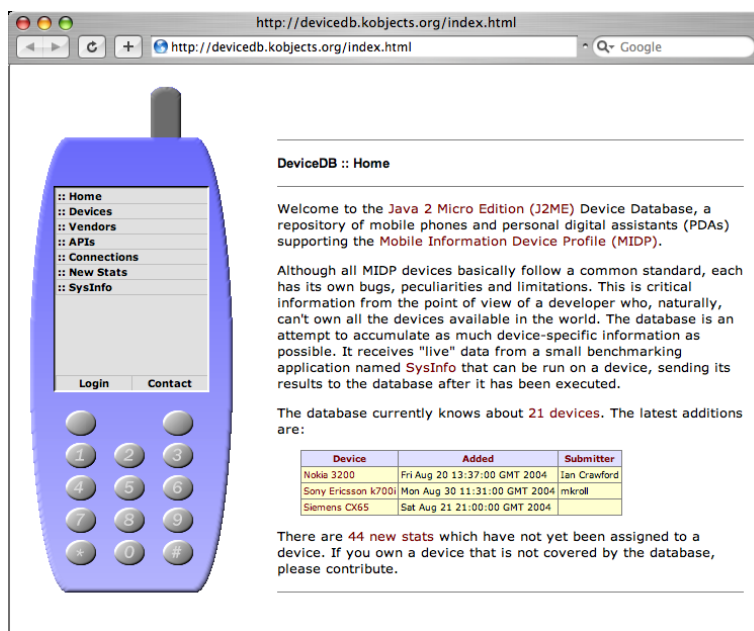 http://devicedb.kobjects.org/index.html
http://devicedb.kobjects.org/index.html
Google
:: Home
:: Devices
:: Vendors
:: APIs
:: Connections
:: New Stats
:: SysInfo
Login Contact
1 2 3
4 5 6
7 8 9
* 0 #
DeviceDB :: Home
Welcome to the Java 2 Micro Edition (J2ME) Device Database, a
repository of mobile phones and personal digital assistants (PDAs)
supporting the Mobile Information Device Profile (MIDP).
Although all MIDP devices basically follow a common standard, each
has its own bugs, peculiarities and limitations. This is critical
information from the point of view of a developer who, naturally,
can't own all the devices available in the world. The database is an
attempt to accumulate as much device-specific information as
possible. It receives "live" data from a small benchmarking
application named SysInfo that can be run on a device, sending its
results to the database after it has been executed.
The database currently knows about 21 devices. The latest additions
are:
Device Added Submitter
Nokia 3200 Fri Aug 20 13:37:00 GMT 2004 Ian Crawford
Sony Ericsson k700i Mon Aug 30 11:31:00 GMT 2004 mkroll
Siemens CX65 Sat Aug 21 21:00:00 GMT 2004
There are 44 new stats which have not yet been assigned to a
device. If you own a device that is not covered by the database,
please contribute.